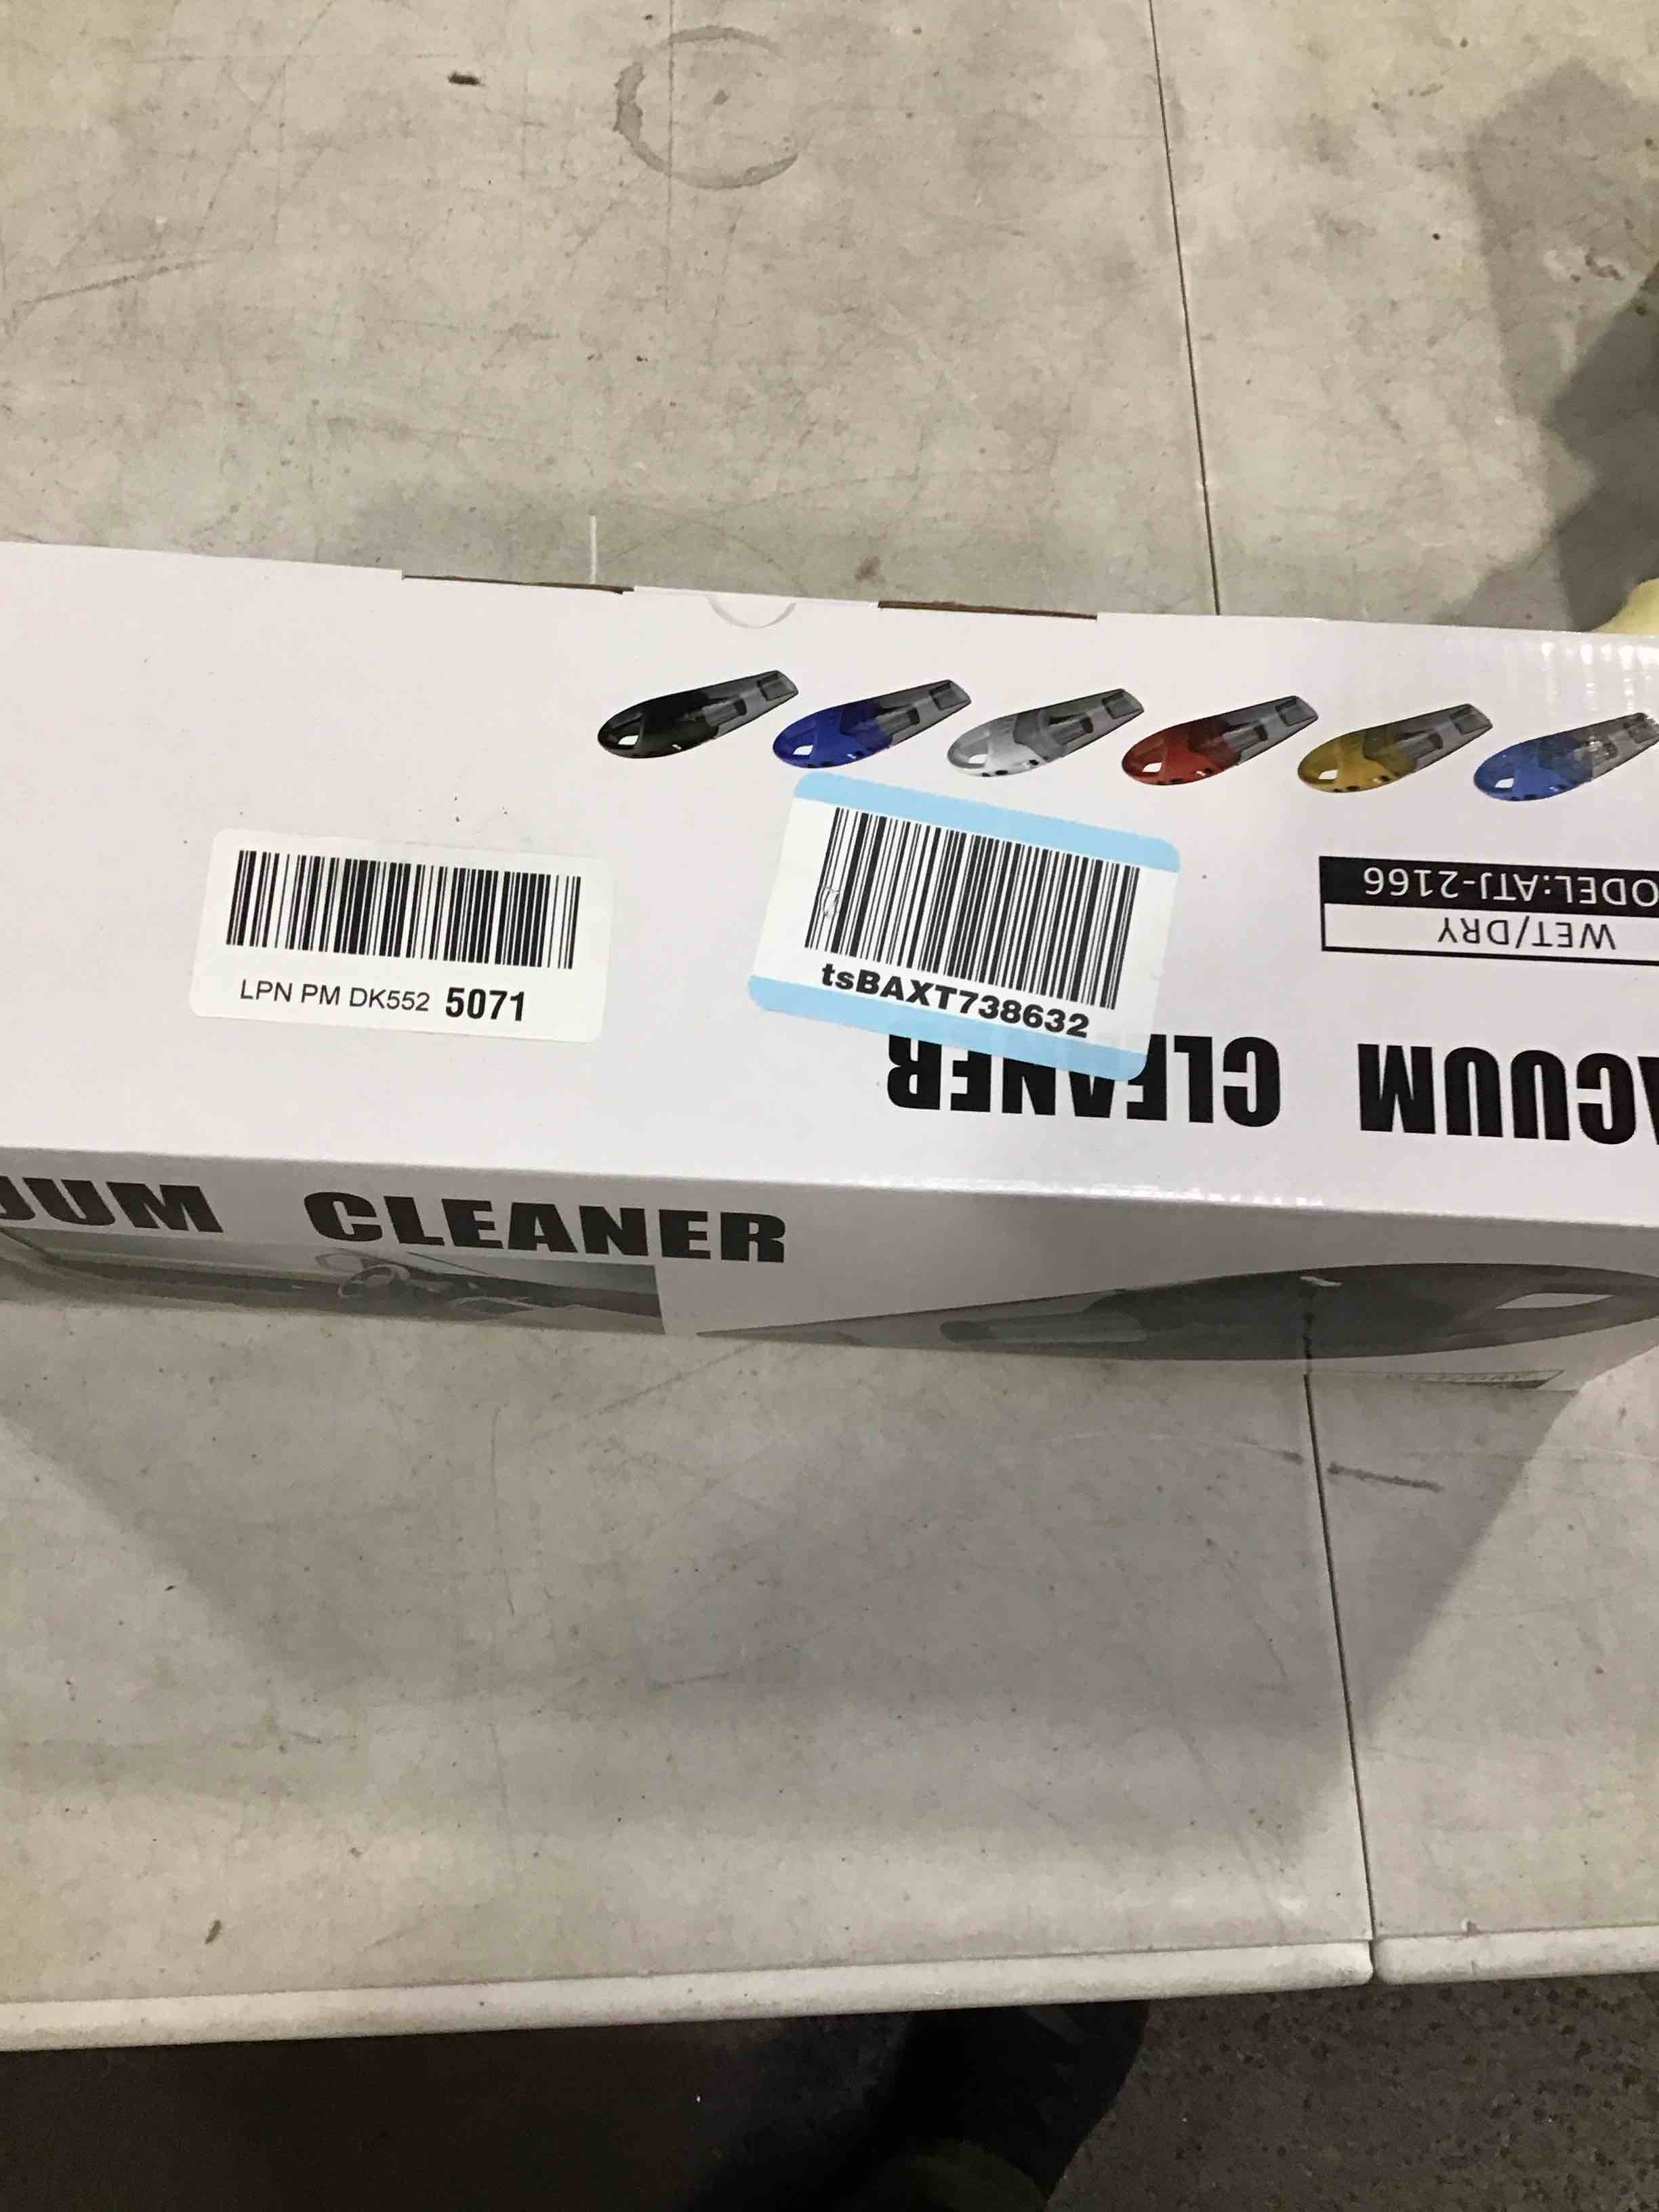 ODEL:ATJ-2166
WET/DRY
LPN PM DK552 5071
tsBAXT738632
ACUUM CLEANER
UUM CLEANER